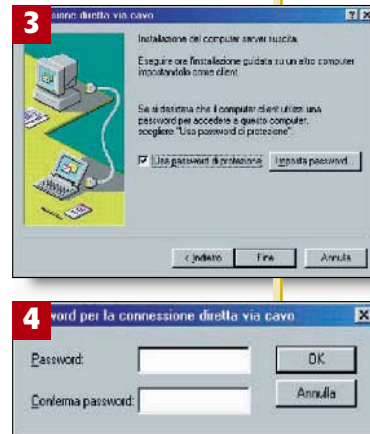 3
sione diretta via cavo
Installazione del computer server riuscita.
Eseguire ora l'installazione guidata su un altro computer
impostandolo come client.
Se si desidera che il computer client utilizzi una
password per accedere a questo computer,
scegliere "Usa password di protezione".
Usa password di protezione
Imposta password...
< Indietro
Fine
Annulla
4
word per la connessione diretta via cavo
Password:
OK
Conferma password:
Annulla